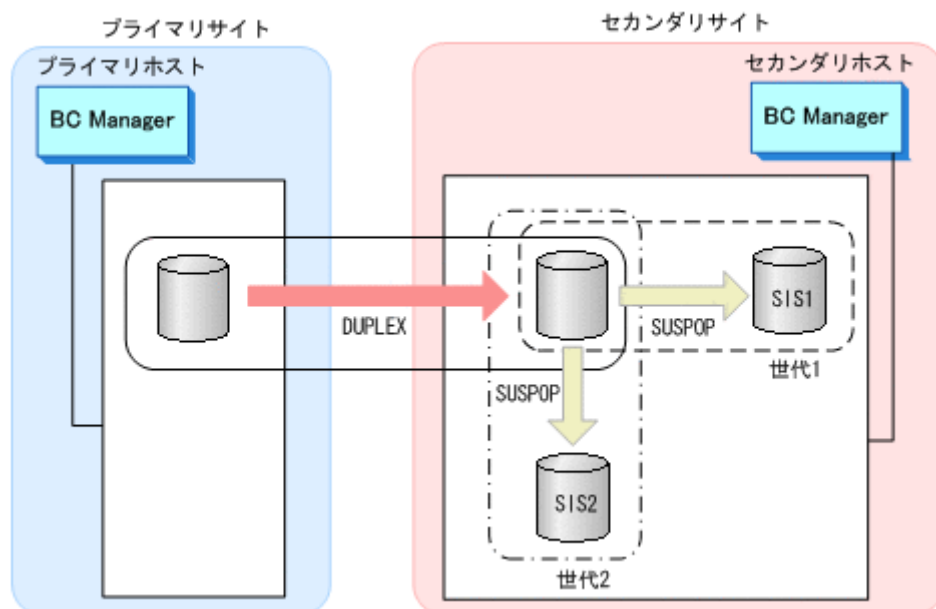 プライマリサイト
セカンダリサイト
プライマリホスト
セカンダリホスト
BC Manager
BC Manager
DUPLEX
SUSPOP
SIS1
世代1
SUSPOP
SIS2
世代2